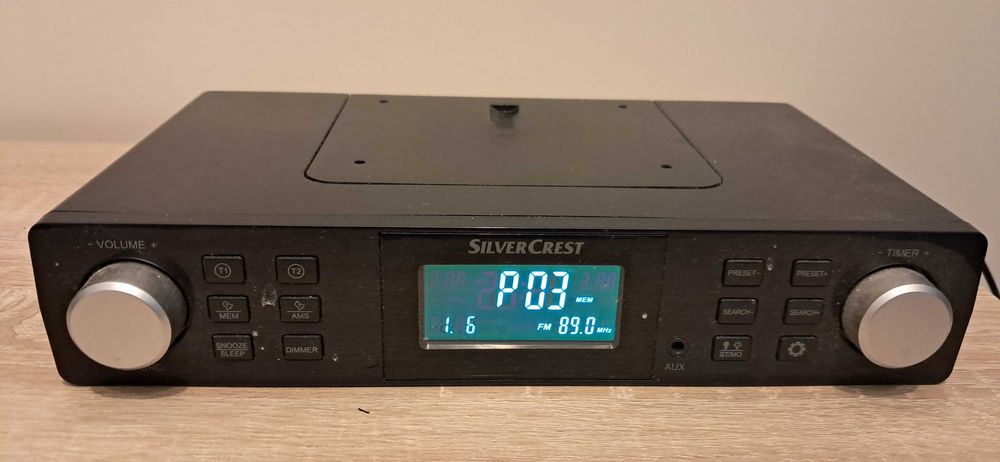 - VOLUME +
T1
T2
MEM
AMS
SNOOZE
SLEEP
DIMMER
SILVERCREST
P03 MEM
1. 6 FM 89.0 MHz
AUX
- TIMER +
PRESET-
PRESET+
SEARCH-
SEARCH+
ST/MO